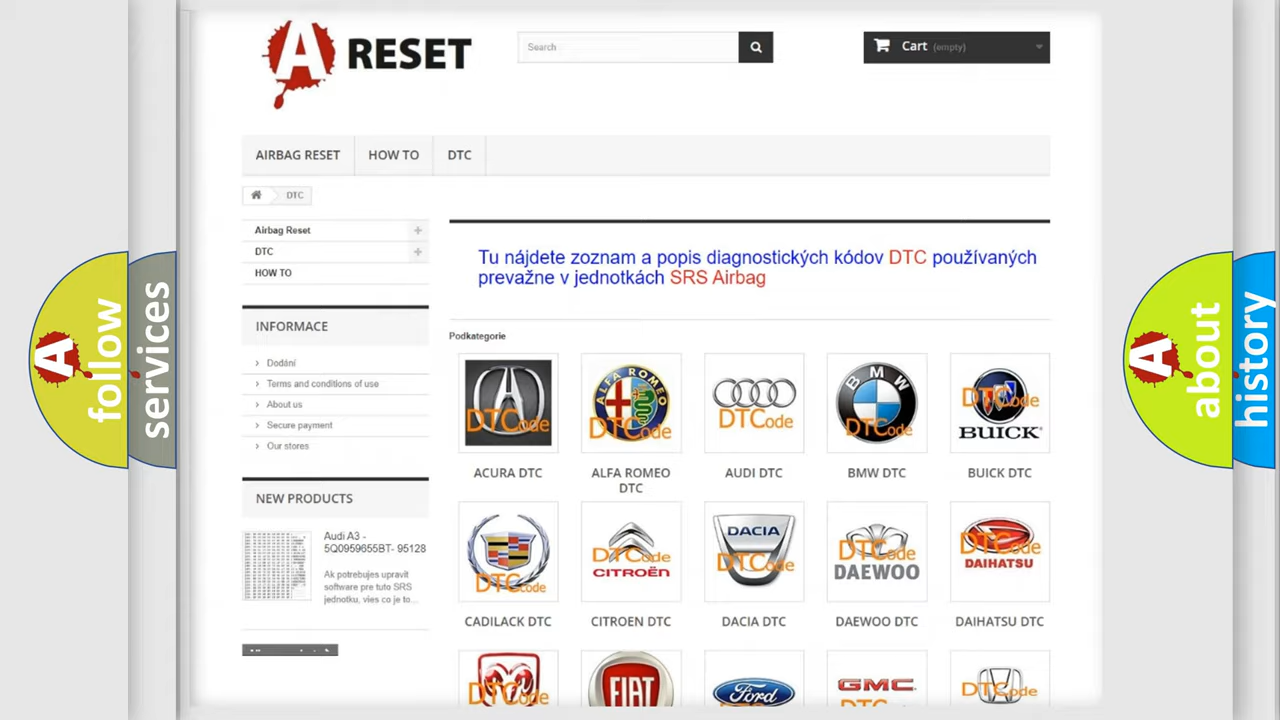 A RESET
Search
Cart (empty)
AIRBAG RESET
HOW TO
DTC
DTC
Airbag Reset
DTC
HOW TO
INFORMACE
Dodání
Terms and conditions of use
About us
Secure payment
Our stores
NEW PRODUCTS
Audi A3 -
5Q0959655BT- 95128
Ak potrebujes upravit
software pre tuto SRS
jednotku, vies co je to...
Tu nájdete zoznam a popis diagnostických kódov DTC používaných
prevažne v jednotkách SRS Airbag
Podkategorie
DTCode
ALFA ROMEO
DTCode
DTCode
BMW
DTCode
DTCode
BUICK
ACURA DTC
ALFA ROMEO
DTC
AUDI DTC
BMW DTC
BUICK DTC
DTCode
DTCode
CITROËN
DACIA
DTCode
DTCode
DAEWOO
DTCode
DAIHATSU
CADILACK DTC
CITROEN DTC
DACIA DTC
DAEWOO DTC
DAIHATSU DTC
DTCode
FIAT
Ford
DTCode
GMC
DTCode
A follow
services
A about
history